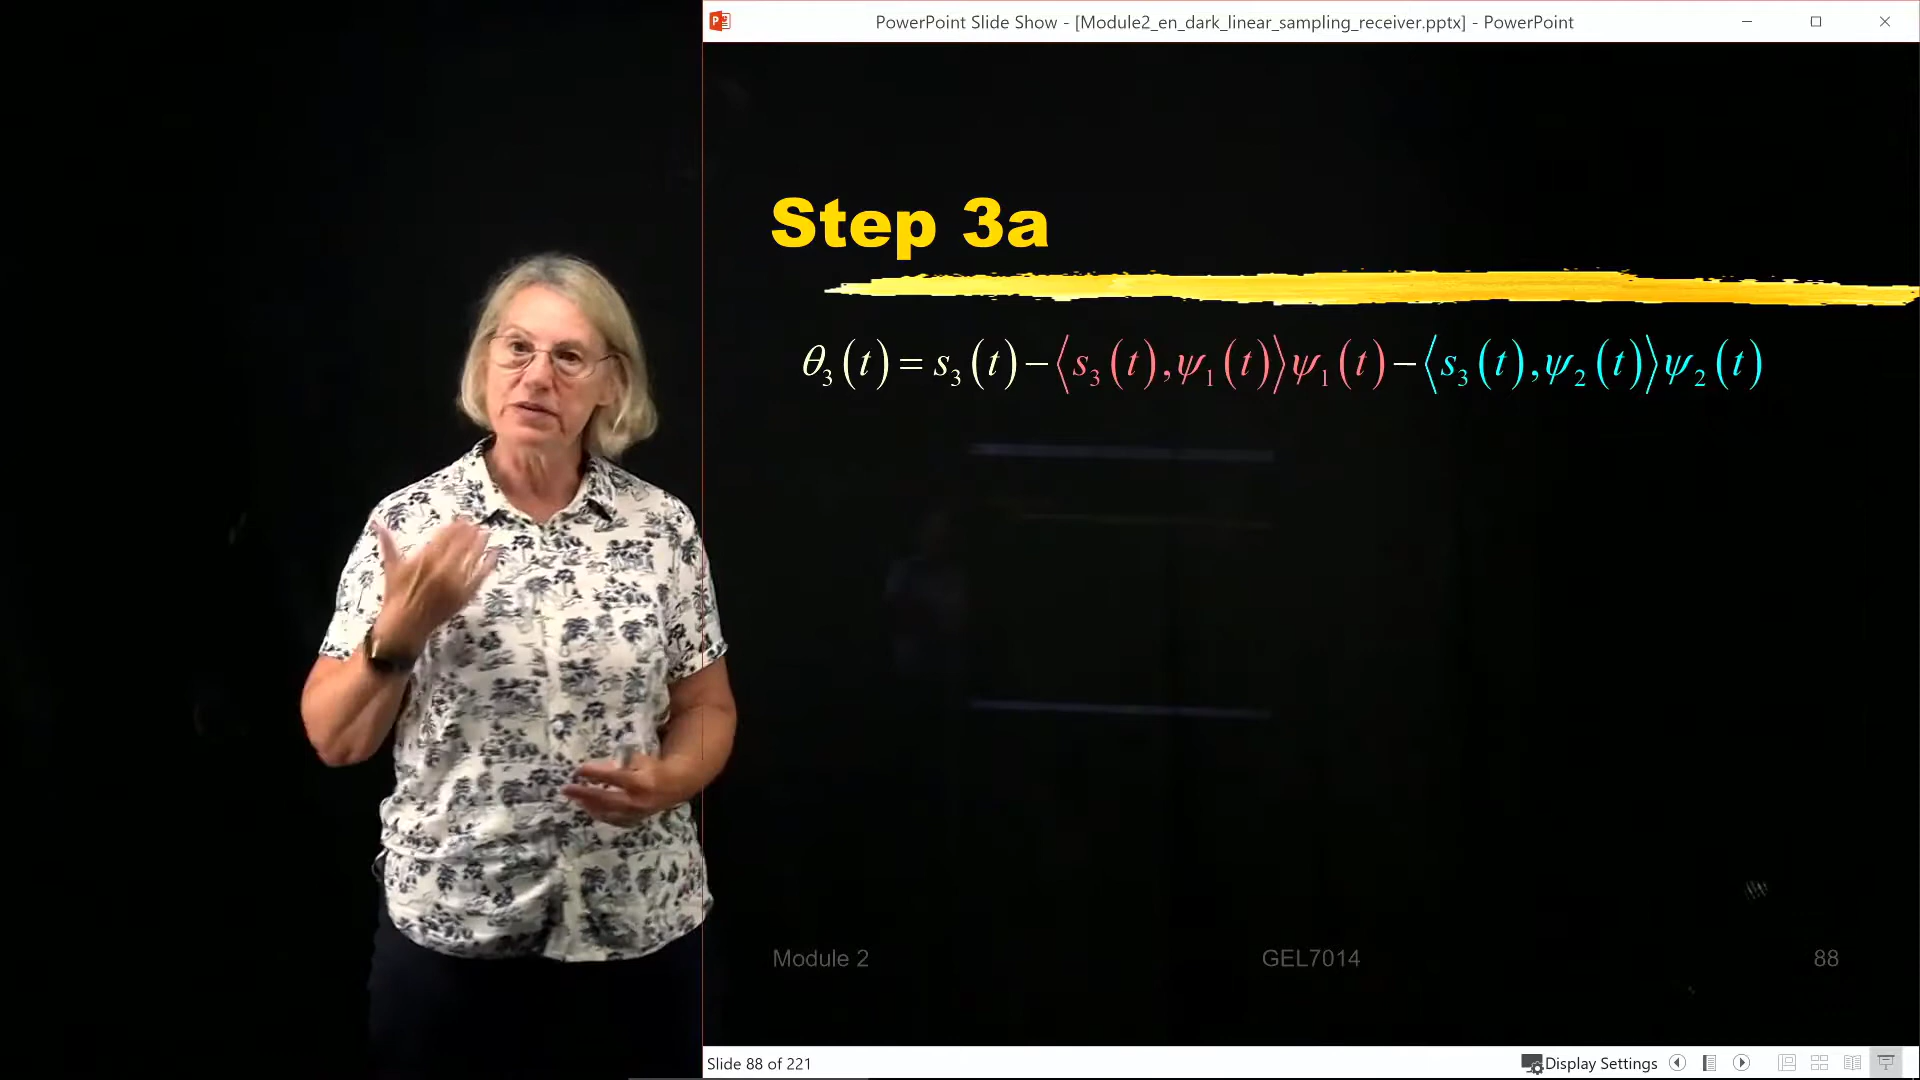 PowerPoint Slide Show - [Module2_en_dark_linear_sampling_receiver.pptx] - PowerPoint
Step 3a
θ₃(t) = s₃(t) − ⟨s₃(t), ψ₁(t)⟩ψ₁(t) − ⟨s₃(t), ψ₂(t)⟩ψ₂(t)
Module 2 GEL7014 88
Slide 88 of 221 Display Settings